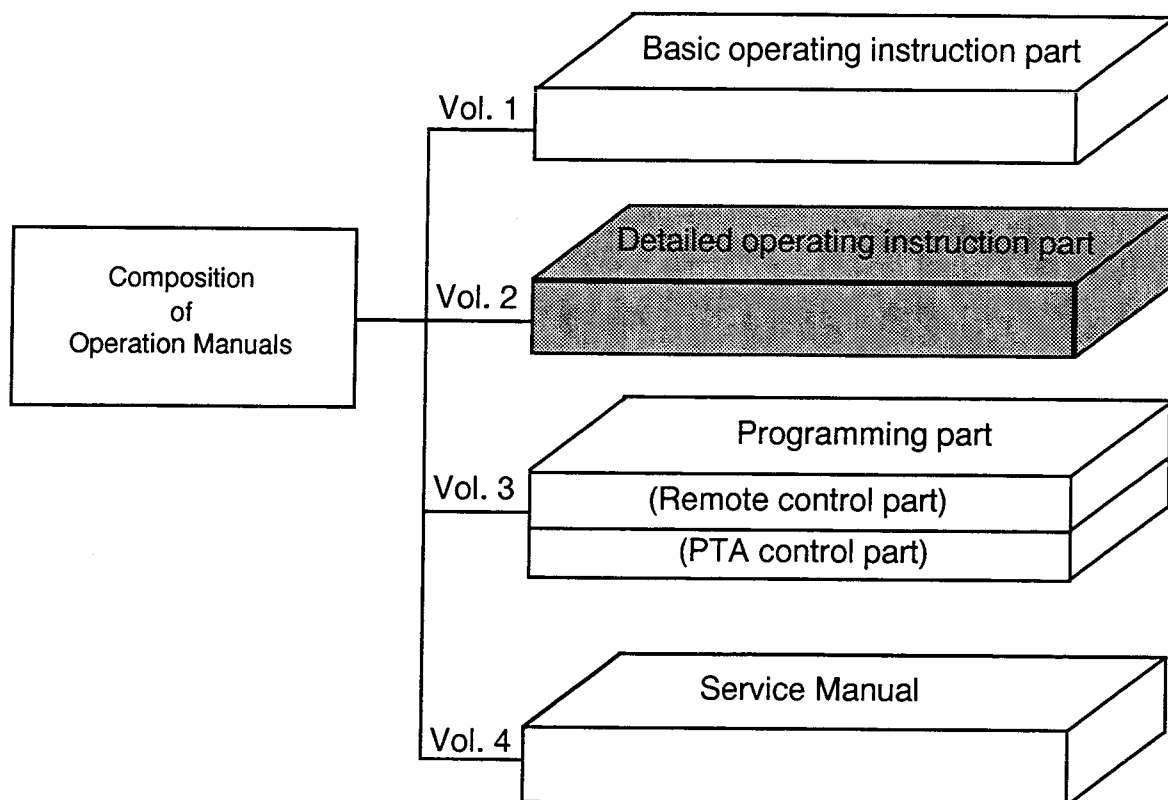 Basic operating instruction part
Vol. 1
Detailed operating instruction part
Composition
of
Operation Manuals
Vol. 2
Programming part
Vol. 3
(Remote control part)
(PTA control part)
Service Manual
Vol. 4